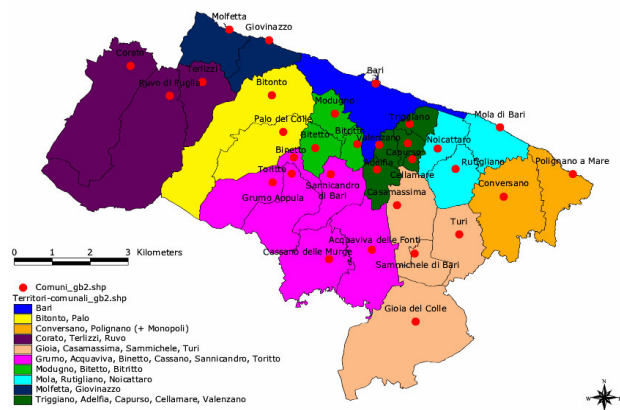 Molfetta
Giovinazzo
Corato
Terlizzi
Ruvo di Puglia
Bitonto
Bari
Modugno
Palo del Colle
Triggiano
Mola di Bari
Bitetto
Bitritto
Valenzano
Noicattaro
Binetto
Capurso
Adelfia
Rutigliano
Polignano a Mare
Toritto
Cellamare
Sannicandro
di Bari
Grumo Appula
Casamassima
Conversano
Turi
Acquaviva delle Fonti
Cassano delle Murge
Sammichele di Bari
Gioia del Colle
0 1 2 3 Kilometers
Comuni_gb2.shp
Territori-comunali_gb2.shp
Bari
Bitonto, Palo
Conversano, Polignano (+ Monopoli)
Corato, Terlizzi, Ruvo
Gioia, Casamassima, Sammichele, Turi
Grumo, Acquaviva, Binetto, Cassano, Sannicandro, Toritto
Modugno, Bitetto, Bitritto
Mola, Rutigliano, Noicattaro
Molfetta, Giovinazzo
Triggiano, Adelfia, Capurso, Cellamare, Valenzano
N
W E
S